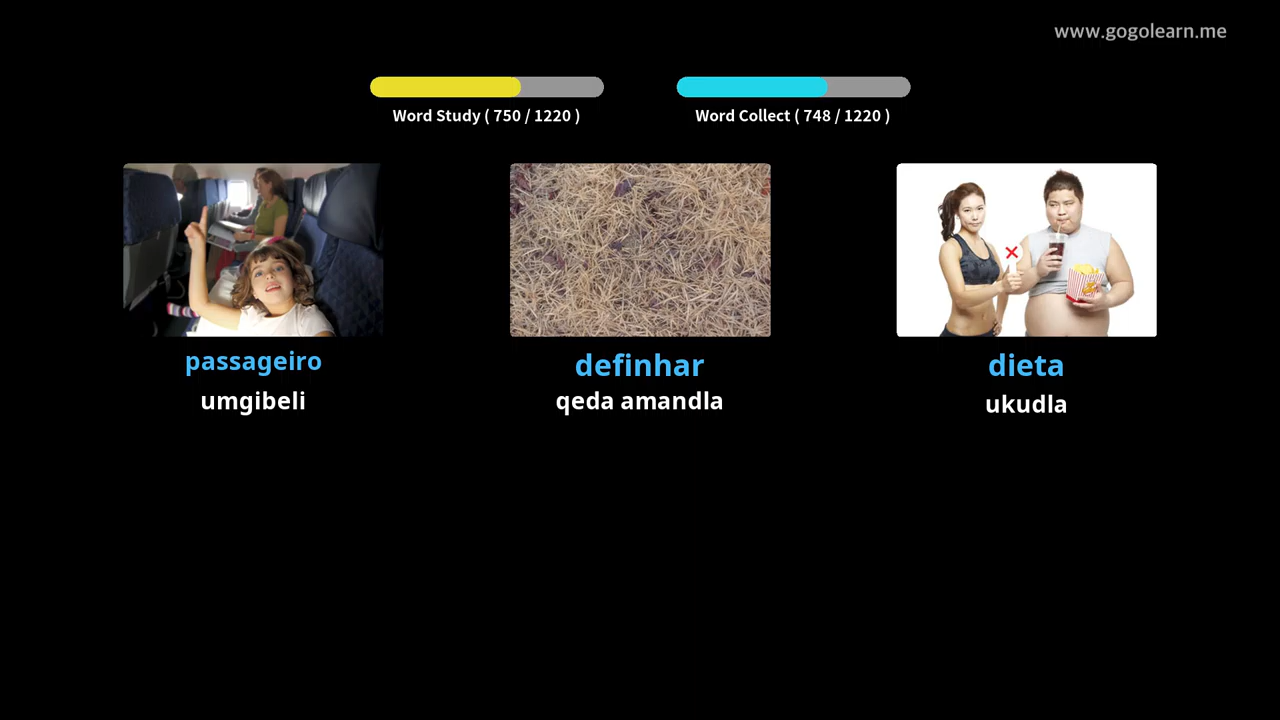 www.gogolearn.me
Word Study ( 750 / 1220 )
Word Collect ( 748 / 1220 )
passageiro
umgibeli
definhar
qeda amandla
dieta
ukudla